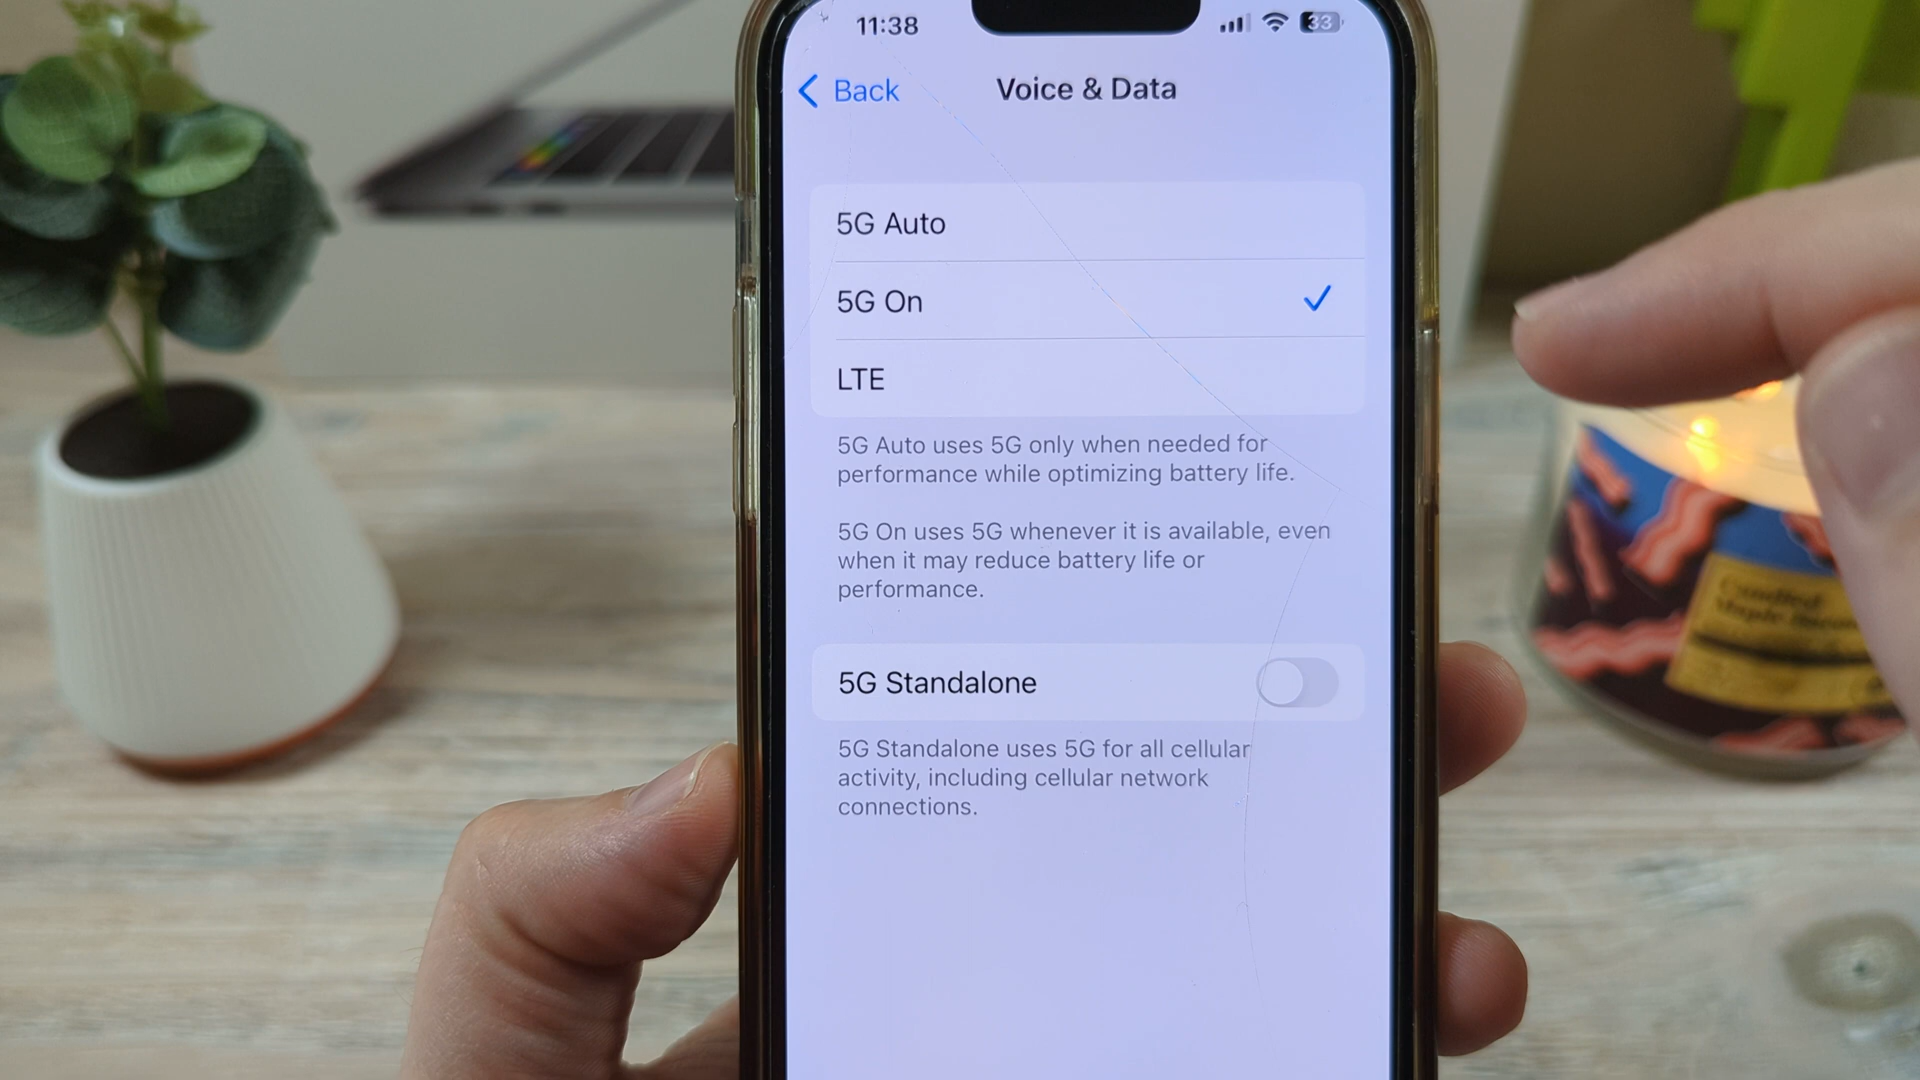 11:38
33
Back
Voice & Data
5G Auto
5G On
LTE
5G Auto uses 5G only when needed for
performance while optimizing battery life.
5G On uses 5G whenever it is available, even
when it may reduce battery life or
performance.
5G Standalone
5G Standalone uses 5G for all cellular
activity, including cellular network
connections.